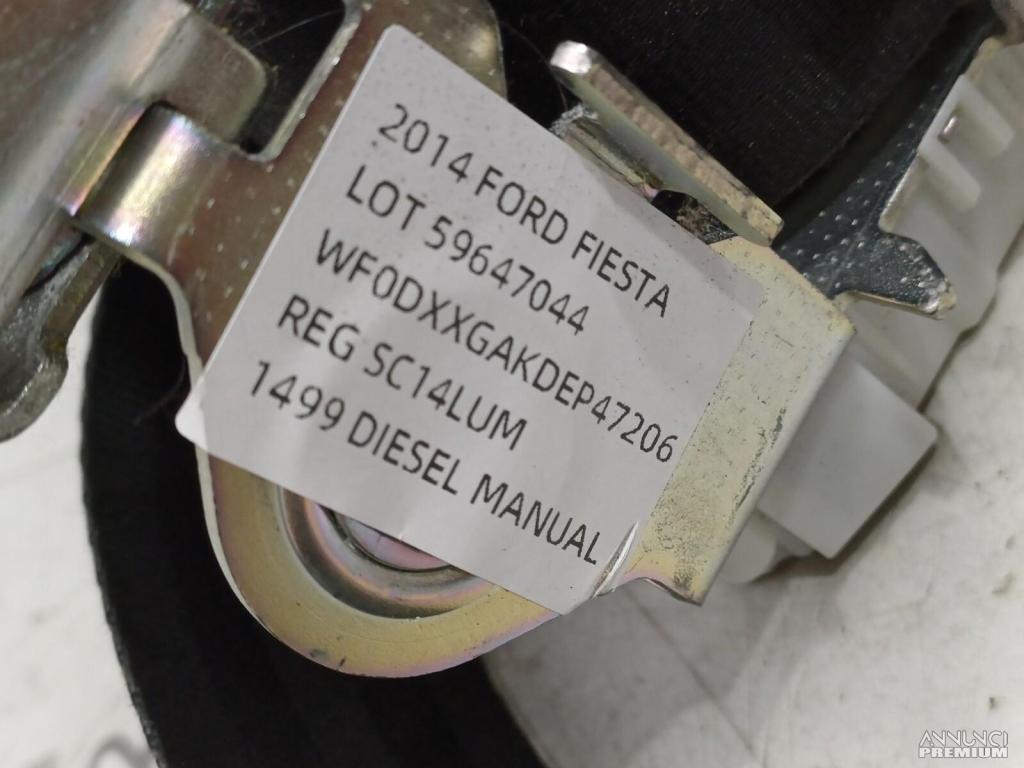 2014 FORD FIESTA
LOT 59647044
WF0DXXGAKDEP47206
REG SC14LUM
1499 DIESEL MANUAL
ANNUNCI
PREMIUM